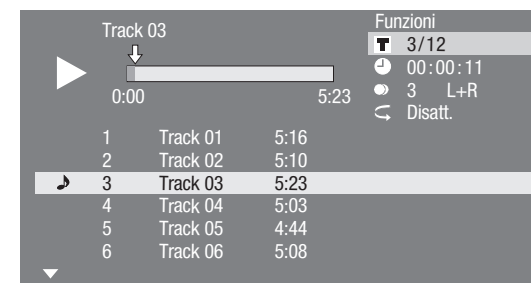 Track 03
0:00 5:23
Funzioni
T 3/12
00:00:11
3 L+R
Disatt.
1 Track 01 5:16
2 Track 02 5:10
3 Track 03 5:23
4 Track 04 5:03
5 Track 05 4:44
6 Track 06 5:08